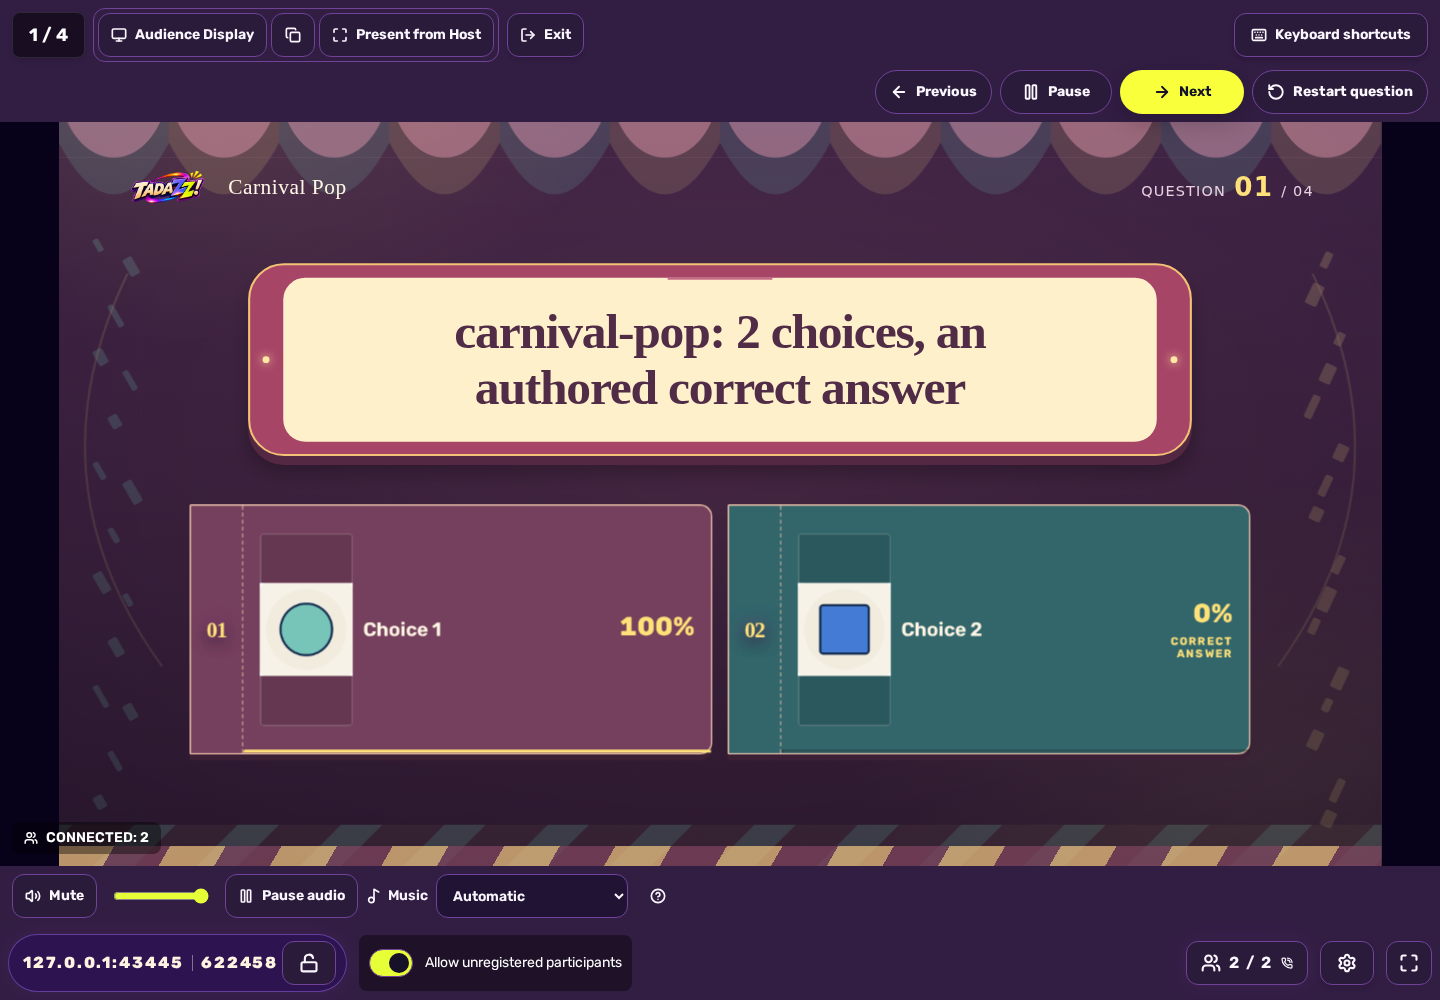 1 / 4
Audience Display
Present from Host
Exit
Keyboard shortcuts
Previous
Pause
Next
Restart question
TADAZZ!
Carnival Pop
QUESTION 01 / 04
carnival-pop: 2 choices, an
authored correct answer
01
Choice 1
100%
02
Choice 2
0%
CORRECT
ANSWER
CONNECTED: 2
Mute
Pause audio
Music
Automatic
127.0.0.1:43445
622458
Allow unregistered participants
2 / 2